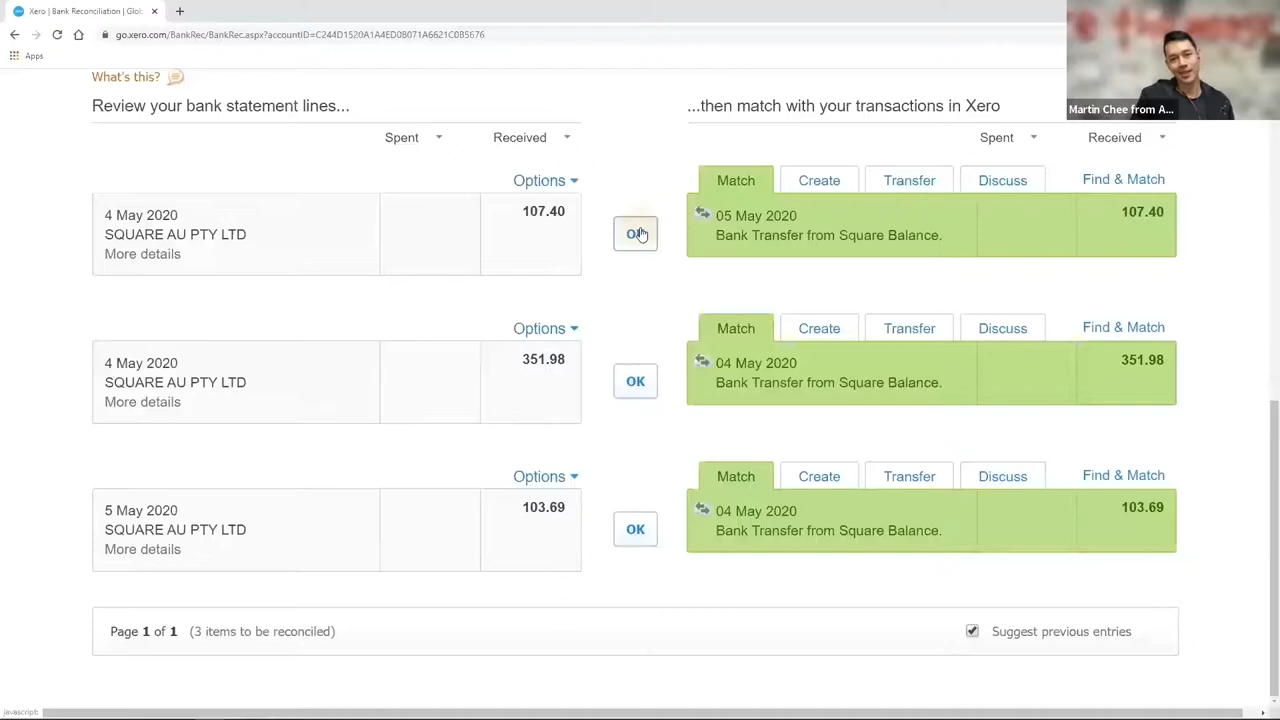 Xero | Bank Reconciliation | Glob
go.xero.com/BankRec/BankRec.aspx?accountID=C244D1520A1A4ED0B071A6621C0B5676
Apps
Martin Chee from A...
What's this?
Review your bank statement lines...
...then match with your transactions in Xero
Spent Received
Spent Received
Options
Match Create Transfer Discuss Find & Match
4 May 2020
SQUARE AU PTY LTD
More details
107.40
OK
05 May 2020
Bank Transfer from Square Balance.
107.40
Options
Match Create Transfer Discuss Find & Match
4 May 2020
SQUARE AU PTY LTD
More details
351.98
OK
04 May 2020
Bank Transfer from Square Balance.
351.98
Options
Match Create Transfer Discuss Find & Match
5 May 2020
SQUARE AU PTY LTD
More details
103.69
OK
04 May 2020
Bank Transfer from Square Balance.
103.69
Page 1 of 1 (3 items to be reconciled)
Suggest previous entries
javascript: